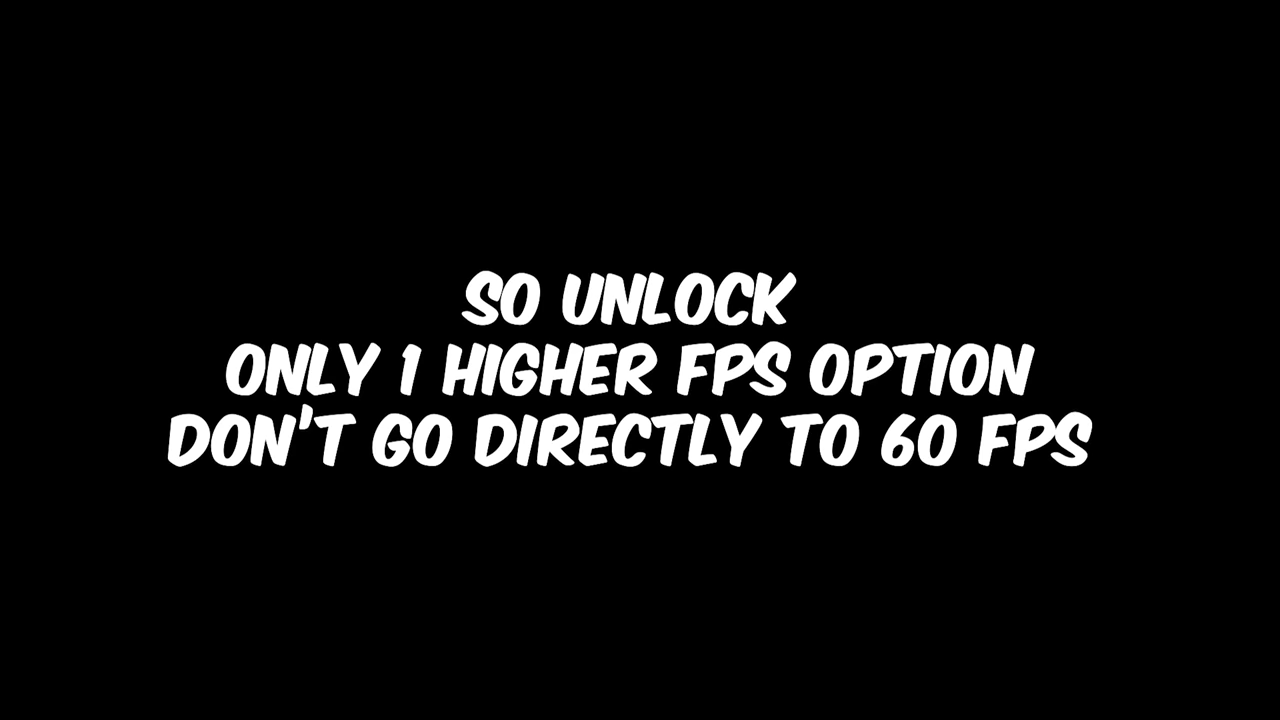 SO UNLOCK
ONLY 1 HIGHER FPS OPTION
DON'T GO DIRECTLY TO 60 FPS